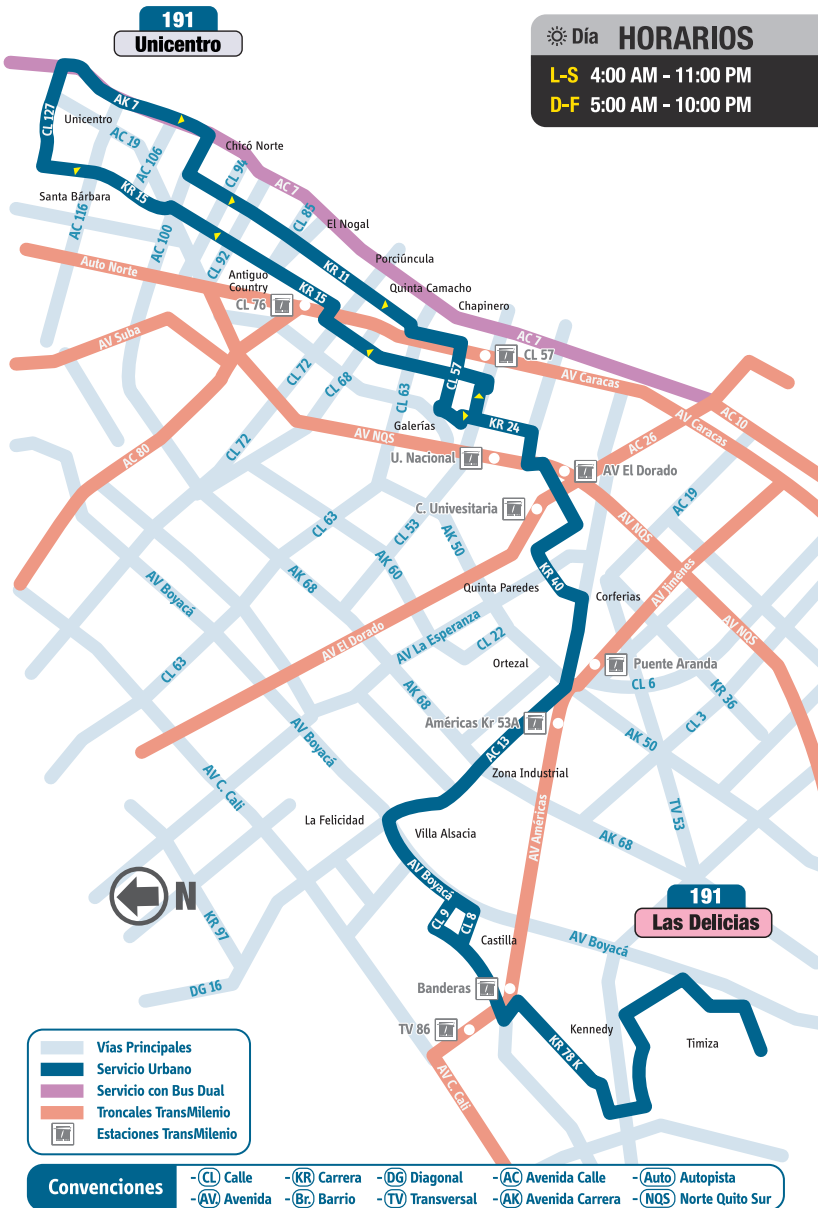 191
Unicentro
Día HORARIOS
L-S 4:00 AM - 11:00 PM
D-F 5:00 AM - 10:00 PM
AK 7
CL 127
Unicentro
AC 19
AC 106
Chicó Norte
CL 94
AC 7
Santa Bárbara
KR 15
AC 116
AC 100
CL 92
CL 85
El Nogal
Porciúncula
Auto Norte
Antiguo
Country
KR 11
KR 15
Quinta Camacho
Chapinero
CL 76
AC 7
AV Suba
CL 72
CL 68
CL 63
CL 57
CL 57
AV Caracas
Galerías
KR 24
AV Caracas
AC 10
AC 26
AV NQS
CL 72
AC 80
U. Nacional
AV El Dorado
AC 19
C. Univesitaria
CL 63
CL 53
AK 50
AV NQS
AK 60
AK 68
AV Boyacá
KR 40
Quinta Paredes
Corferias
AV Jiménes
AV NQS
AV El Dorado
AV La Esperanza
CL 22
Ortezal
Puente Aranda
CL 6
KR 36
CL 3
CL 63
AK 68
Américas Kr 53A
AK 50
AC 13
AV Boyacá
AV C. Cali
Zona Industrial
TV 53
La Felicidad
Villa Alsacia
AV Américas
AK 68
N
AV Boyacá
191
Las Delicias
CL 9
CL 8
Castilla
KR 97
AV Boyacá
DG 16
Banderas
TV 86
KR 78 K
Kennedy
Timiza
AV C. Cali
Vías Principales
Servicio Urbano
Servicio con Bus Dual
Troncales TransMilenio
Estaciones TransMilenio
Convenciones
- CL Calle - KR Carrera - DG Diagonal - AC Avenida Calle - Auto Autopista
- AV. Avenida - Br. Barrio - TV Transversal - AK Avenida Carrera - NQS Norte Quito Sur